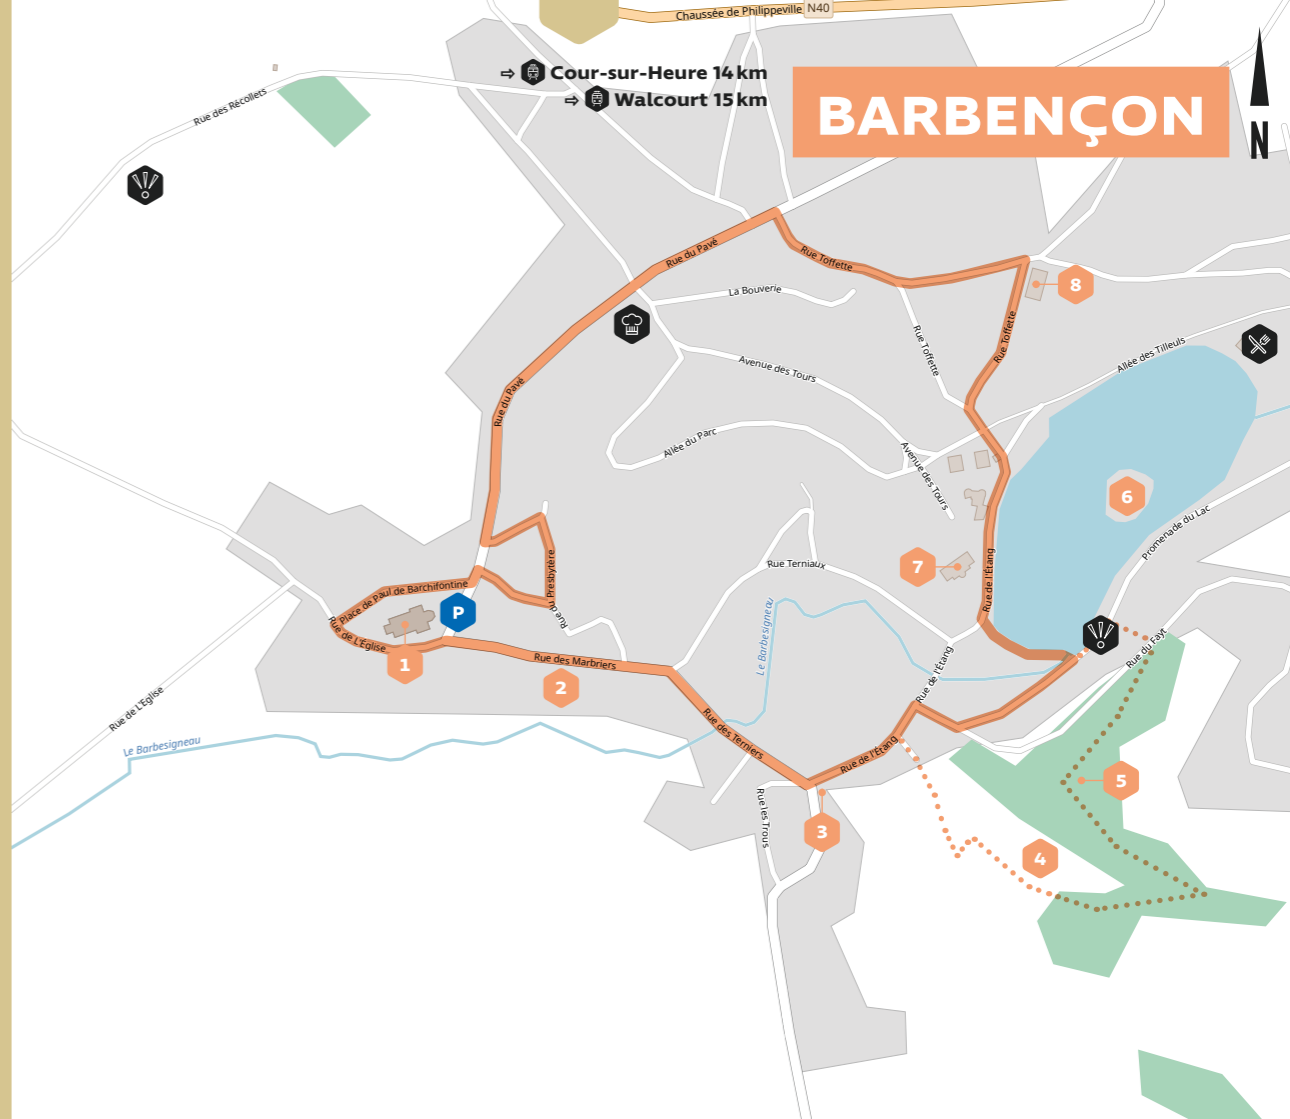 Chaussée de Philippeville N40
⇨ Cour-sur-Heure 14 km
⇨ Walcourt 15 km
BARBENÇON
N
Rue des Récollets
Rue du Pavé
Rue Toffette
8
La Bouverie
Rue Toffette
Rue Toffette
Allée des Tilleuls
Avenue des Tours
Rue du Pavé
Allée du Parc
Avenue des Tours
6
Promenade du Lac
7
Rue Terniaux
Rue de l'Étang
Place de Paul de Barchifontine
Rue du Presbytère
P
Rue de L'Église
1
Le Barbesigneau
Rue du Fayt
Rue des Marbriers
2
Rue de l'Étang
Rue de L'Église
Le Barbesigneau
Rue des Terniers
Rue de l'Étang
5
Rue les Trous
3
4